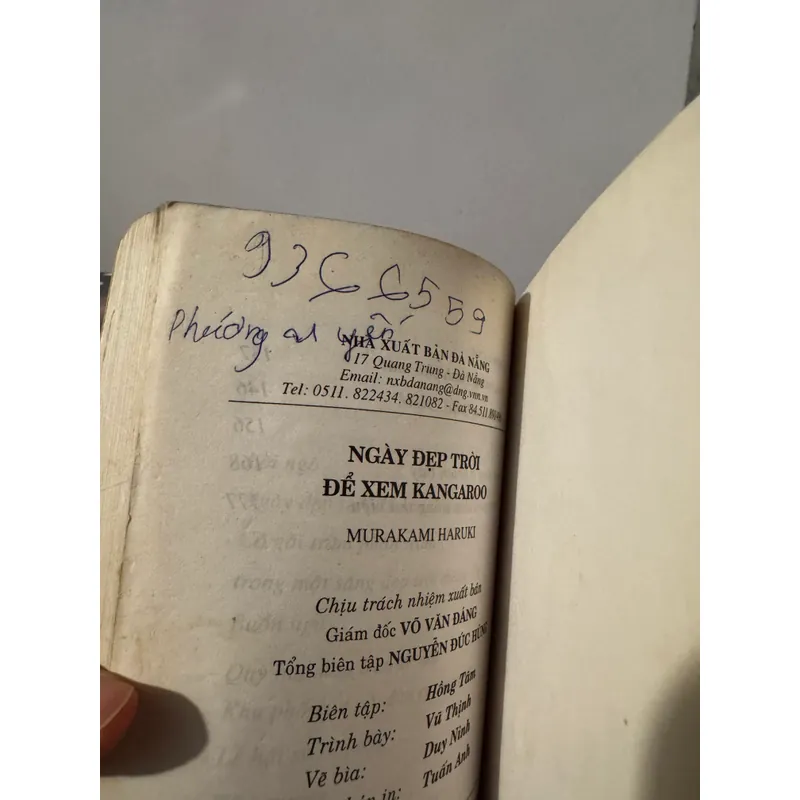 9366559
Phương
NHÀ XUẤT BẢN ĐÀ NẴNG
17 Quang Trung - Đà Nẵng
Email: nxbdanang@dng.vnn.vn
Tel: 0511. 822434. 821082 - Fax 84.511.
NGÀY ĐẸP TRỜI
ĐỂ XEM KANGAROO
MURAKAMI HARUKI
Chịu trách nhiệm xuất bản
Giám đốc VÕ VĂN ĐÁNG
Tổng biên tập NGUYỄN ĐỨC HÙNG
Biên tập: Hồng Tâm
Trình bày: Vũ Thịnh
Vẽ bìa: Duy Ninh
in: Tuấn Anh